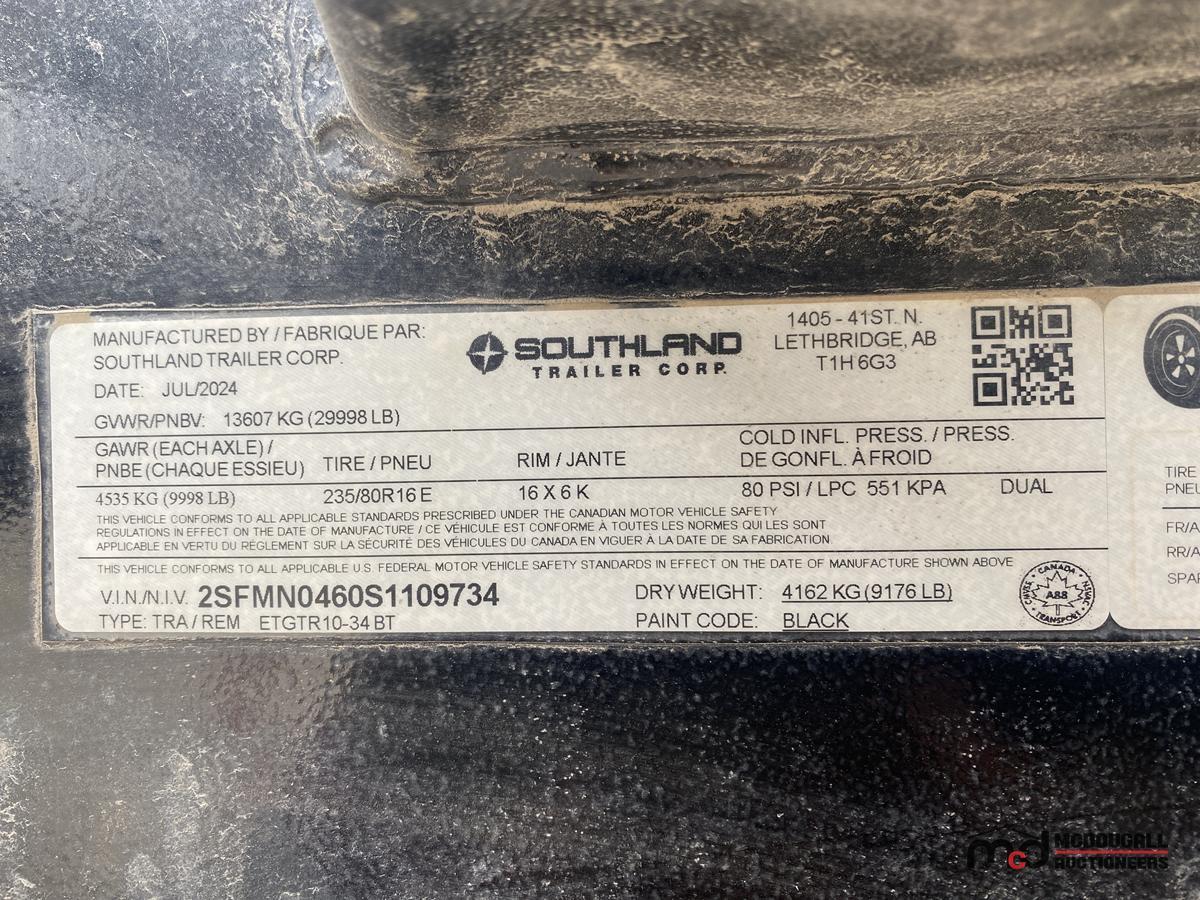 MANUFACTURED BY / FABRIQUE PAR:
SOUTHLAND TRAILER CORP.
DATE: JUL/2024
GVWR/PNBV: 13607 KG (29998 LB)
SOUTHLAND
TRAILER CORP.
1405 - 41ST. N.
LETHBRIDGE, AB
T1H 6G3
GAWR (EACH AXLE) /
PNBE (CHAQUE ESSIEU)
TIRE / PNEU
RIM / JANTE
COLD INFL. PRESS. / PRESS.
DE GONFL. À FROID
4535 KG (9998 LB) 235/80R16 E 16 X 6 K 80 PSI / LPC 551 KPA DUAL
THIS VEHICLE CONFORMS TO ALL APPLICABLE STANDARDS PRESCRIBED UNDER THE CANADIAN MOTOR VEHICLE SAFETY
REGULATIONS IN EFFECT ON THE DATE OF MANUFACTURE / CE VÉHICULE EST CONFORME À TOUTES LES NORMES QUI LES SONT
APPLICABLE EN VERTU DU RÉGLEMENT SUR LA SÉCURITÉ DES VÉHICULES DU CANADA EN VIGUER À LA DATE DE SA FABRICATION
THIS VEHICLE CONFORMS TO ALL APPLICABLE U.S. FEDERAL MOTOR VEHICLE SAFETY STANDARDS IN EFFECT ON THE DATE OF MANUFACTURE SHOWN ABOVE
V.I.N./N.I.V. 2SFMN0460S1109734
TYPE: TRA / REM ETGTR10-34 BT
DRY WEIGHT: 4162 KG (9176 LB)
PAINT CODE: BLACK
CANADA
A88
TRANSPORT
TIRE
PNEU
FR/A
RR/A
SPAR
mcd MCDOUGALL
AUCTIONEERS